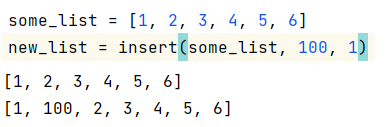 some_list = [1, 2, 3, 4, 5, 6]
new_list = insert(some_list, 100, 1)
[1, 2, 3, 4, 5, 6]
[1, 100, 2, 3, 4, 5, 6]